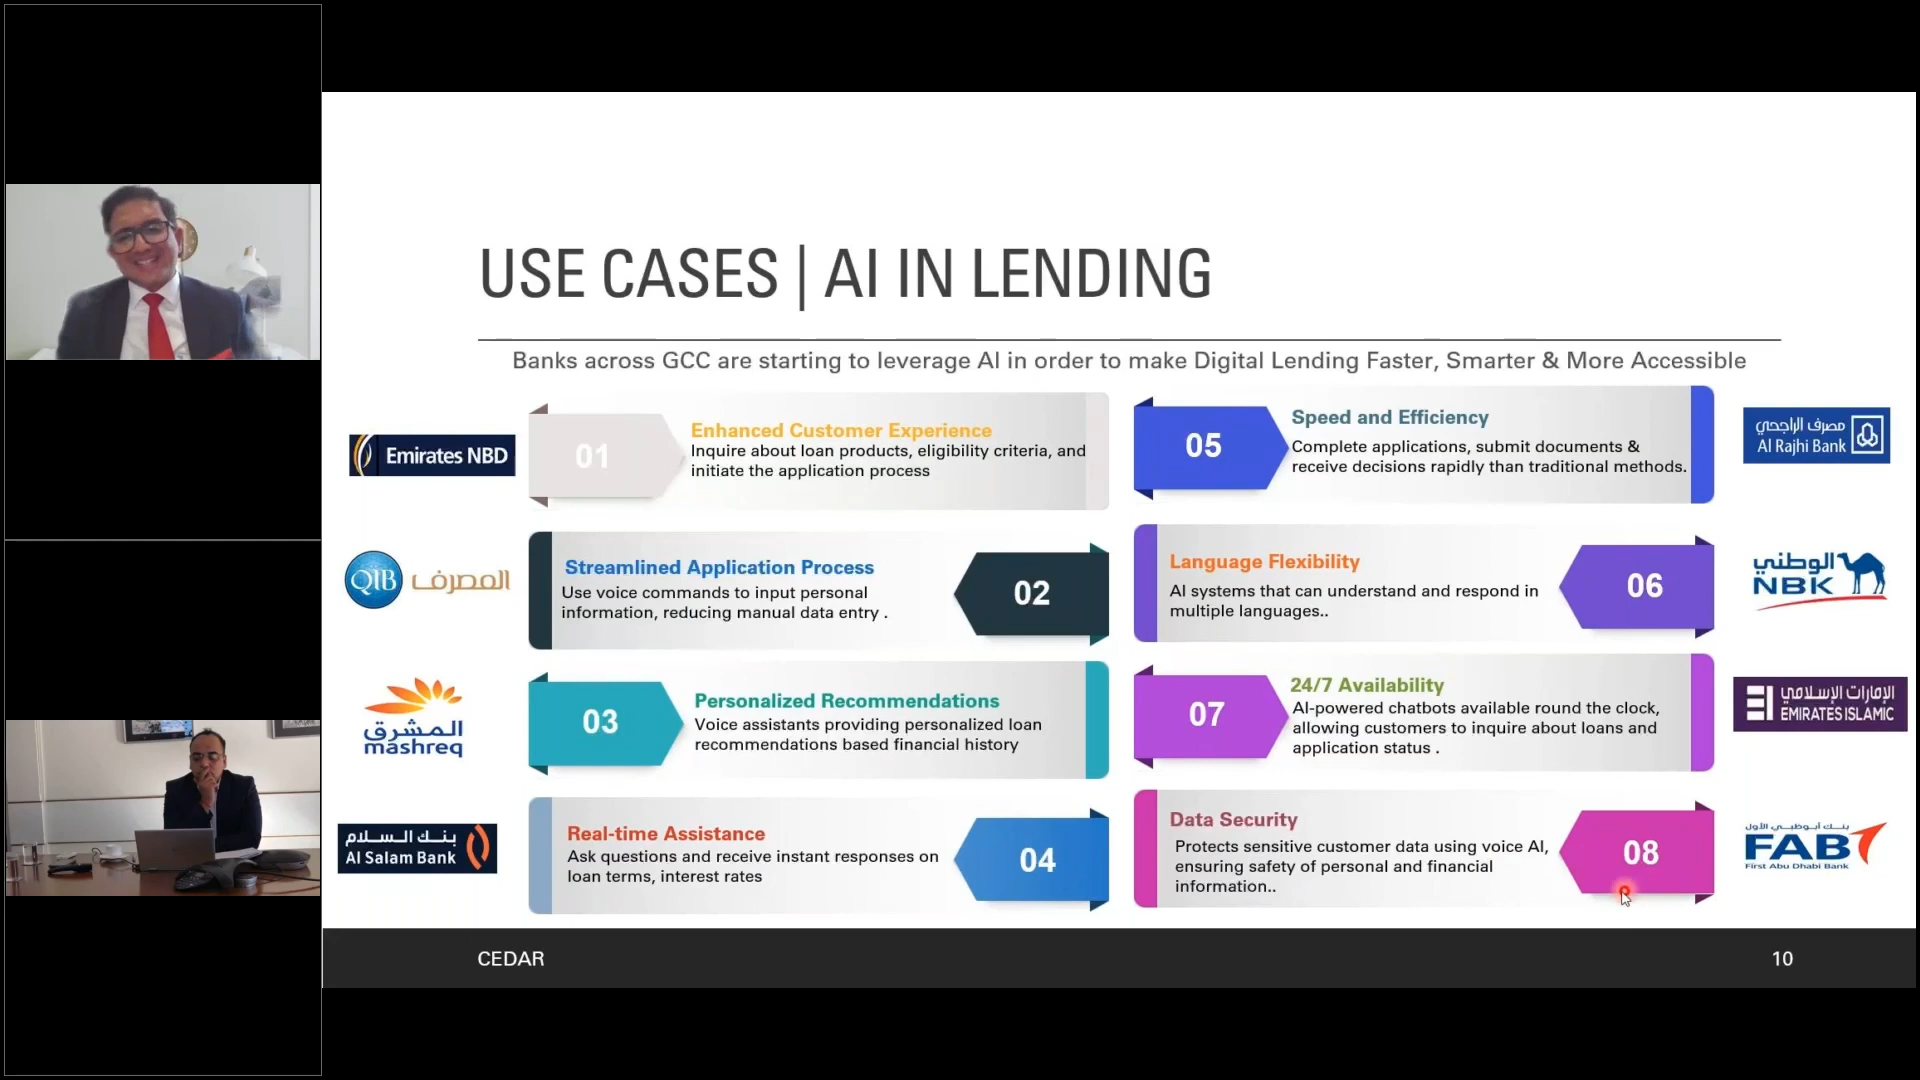 USE CASES | AI IN LENDING
Banks across GCC are starting to leverage AI in order to make Digital Lending Faster, Smarter & More Accessible
Emirates NBD
01
Enhanced Customer Experience
Inquire about loan products, eligibility criteria, and
initiate the application process
QIB المصرف
Streamlined Application Process
Use voice commands to input personal
information, reducing manual data entry .
02
المشرق
mashreq
03
Personalized Recommendations
Voice assistants providing personalized loan
recommendations based financial history
بنك السلام
Al Salam Bank
Real-time Assistance
Ask questions and receive instant responses on
loan terms, interest rates
04
05
Speed and Efficiency
Complete applications, submit documents &
receive decisions rapidly than traditional methods.
مصرف الراجحي
Al Rajhi Bank
Language Flexibility
AI systems that can understand and respond in
multiple languages..
06
الوطني
NBK
07
24/7 Availability
AI-powered chatbots available round the clock,
allowing customers to inquire about loans and
application status .
الإمارات الإسلامي
EMIRATES ISLAMIC
Data Security
Protects sensitive customer data using voice AI,
ensuring safety of personal and financial
information..
08
بنك أبوظبي الأول
FAB
First Abu Dhabi Bank
CEDAR
10